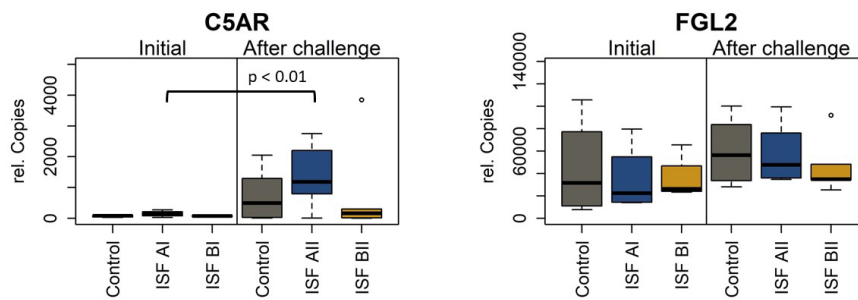 C5AR
Initial After challenge
p < 0.01
rel. Copies
4000
2000
0
Control
ISF AI
ISF BI
Control
ISF AII
ISF BII
FGL2
Initial After challenge
rel. Copies
140000
60000
0
Control
ISF AI
ISF BI
Control
ISF AII
ISF BII